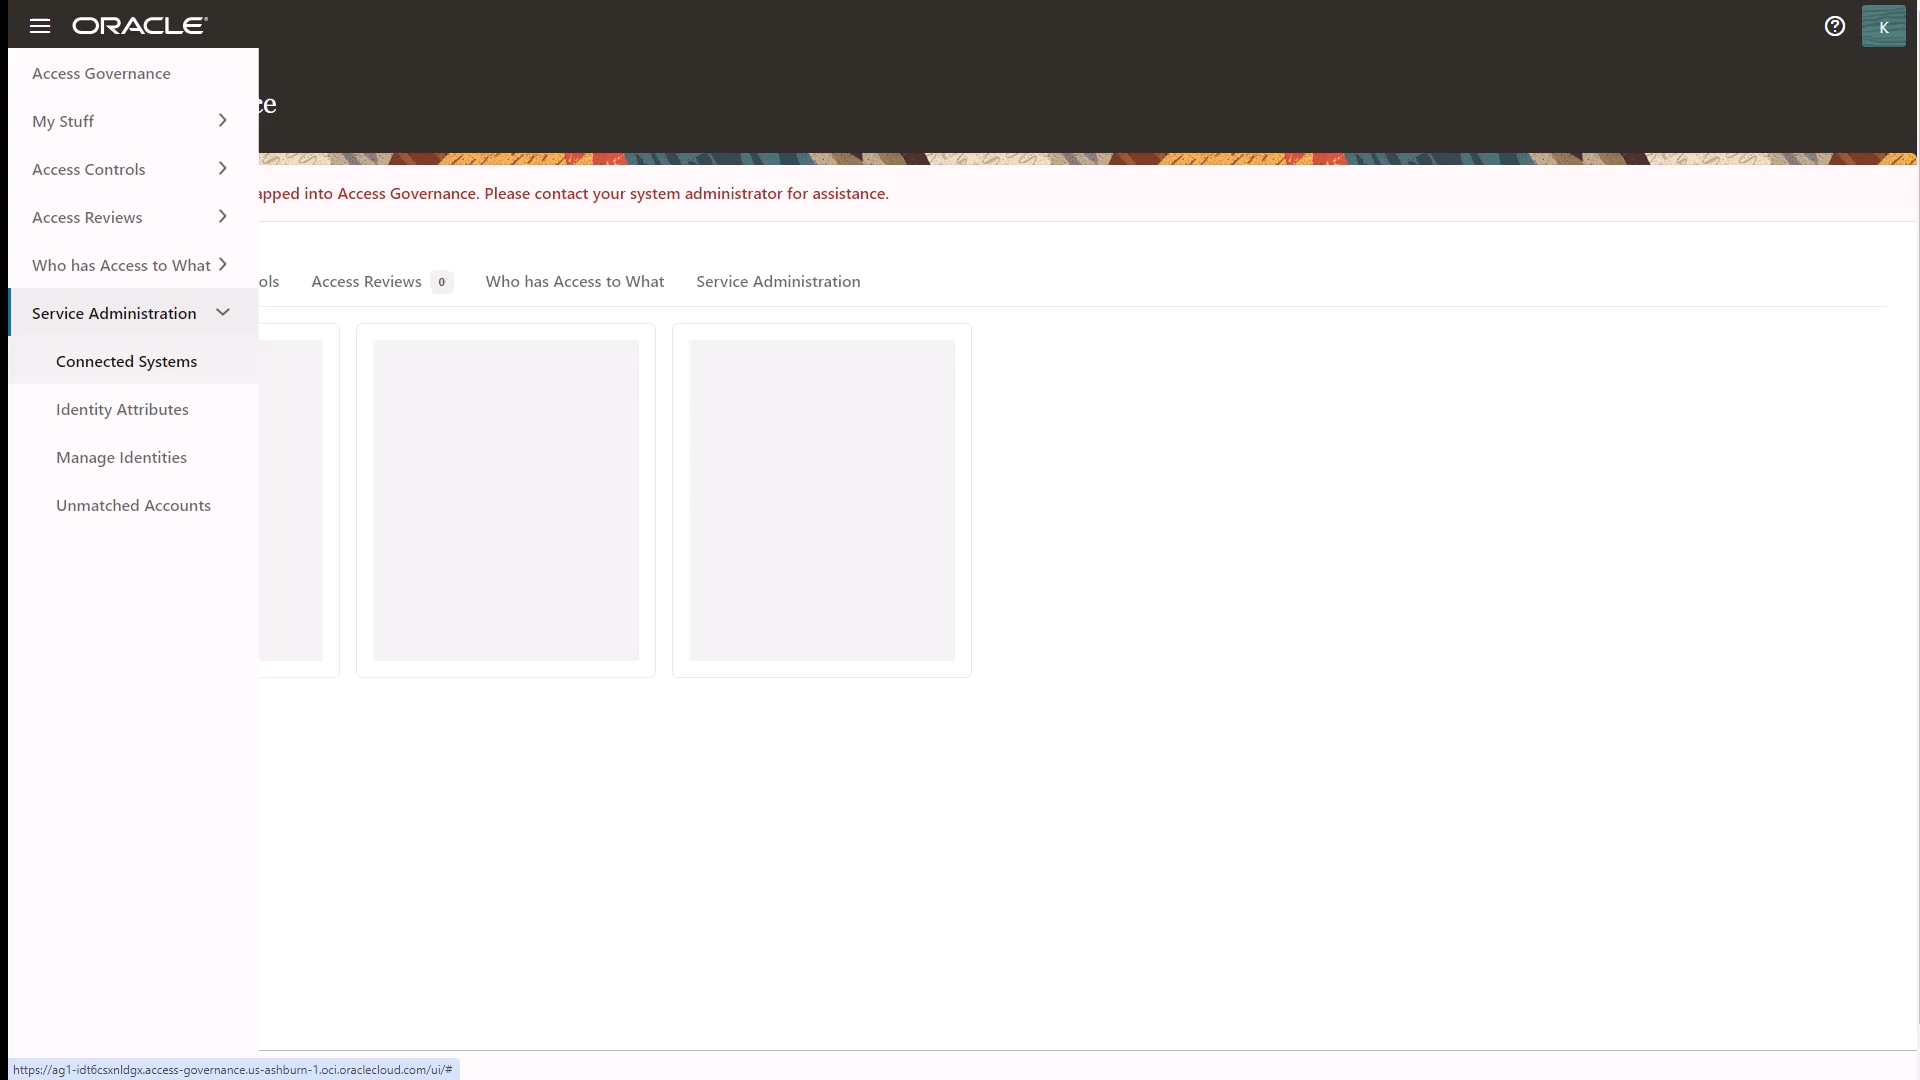 ORACLE
K
Access Governance
My Stuff
Access Controls
Access Reviews
Who has Access to What
Service Administration
Connected Systems
Identity Attributes
Manage Identities
Unmatched Accounts
ce
apped into Access Governance. Please contact your system administrator for assistance.
ols
Access Reviews 0
Who has Access to What
Service Administration
https://ag1-idt6csxnldgx.access-governance.us-ashburn-1.oci.oraclecloud.com/ui/#